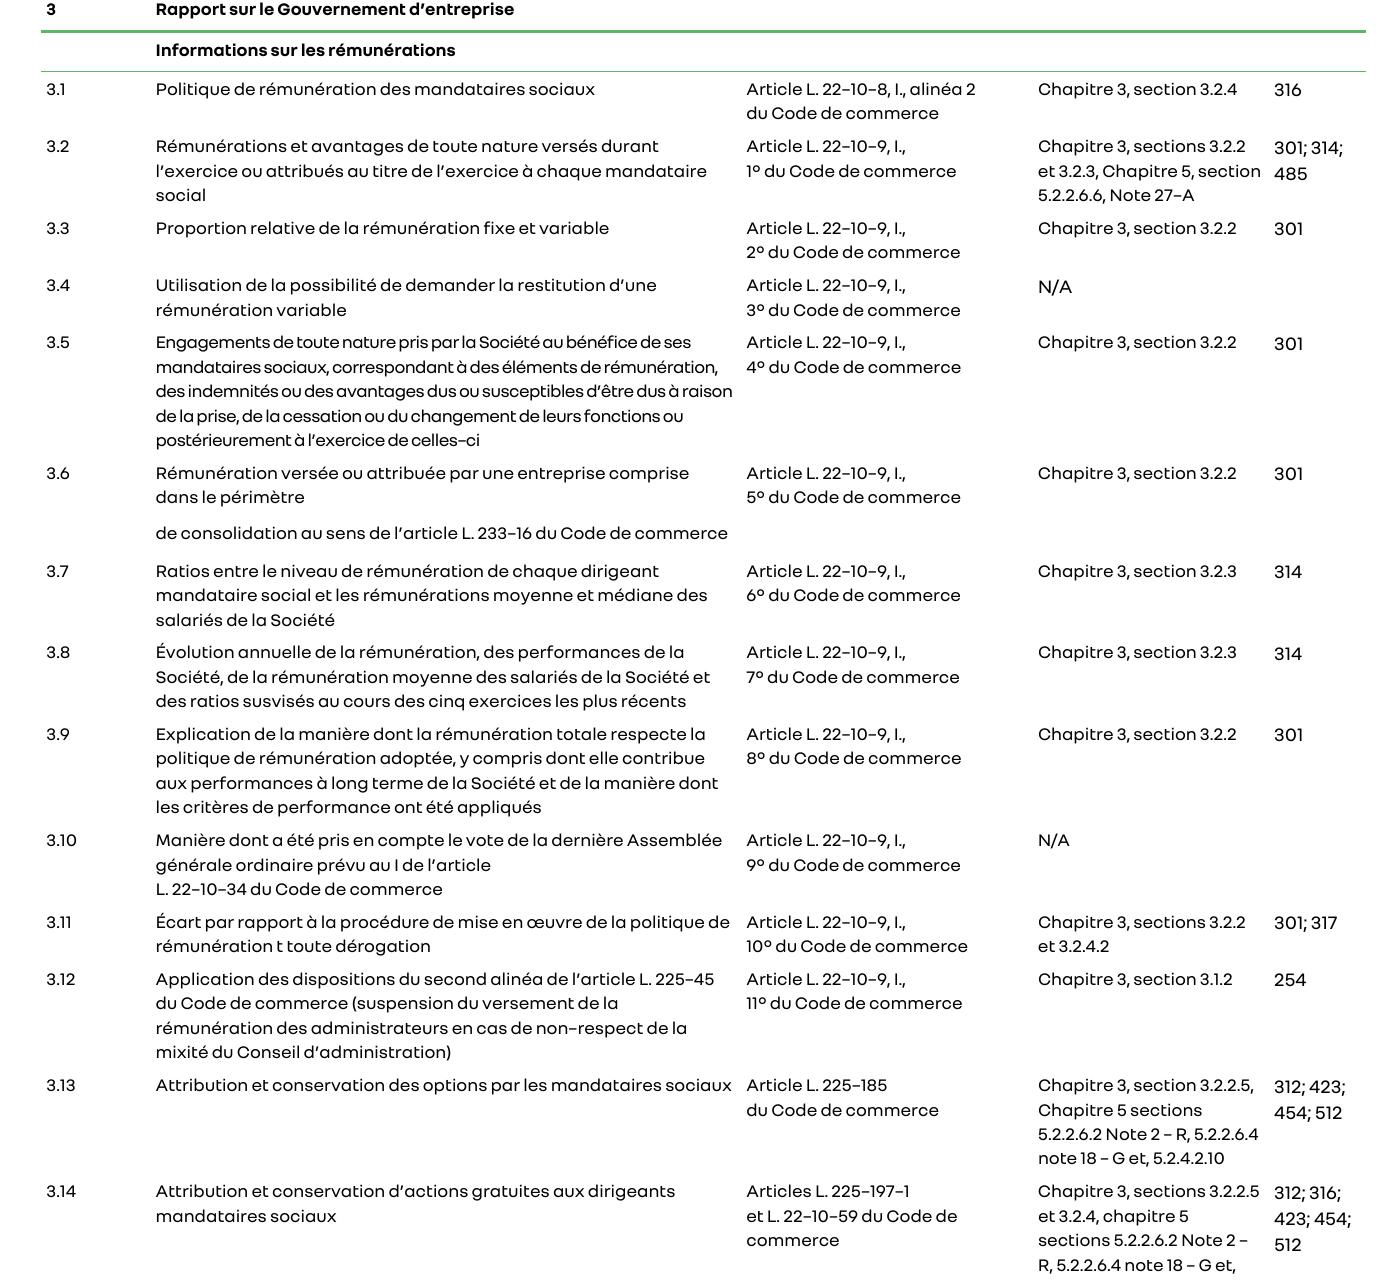 3 Rapport sur le Gouvernement d’entreprise
Informations sur les rémunérations
3.1 Politique de rémunération des mandataires sociaux Article L. 22-10-8, I., alinéa 2 Chapitre 3, section 3.2.4 316
du Code de commerce
3.2 Rémunérations et avantages de toute nature versés durant Article L. 22-10-9, I., Chapitre 3, sections 3.2.2 301; 314;
l’exercice ou attribués au titre de l’exercice à chaque mandataire 1º du Code de commerce et 3.2.3, Chapitre 5, section 485
social 5.2.2.6.6, Note 27-A
3.3 Proportion relative de la rémunération fixe et variable Article L. 22-10-9, I., Chapitre 3, section 3.2.2 301
2º du Code de commerce
3.4 Utilisation de la possibilité de demander la restitution d’une Article L. 22-10-9, I., N/A
rémunération variable 3º du Code de commerce
3.5 Engagements de toute nature pris par la Société au bénéfice de ses Article L. 22-10-9, I., Chapitre 3, section 3.2.2 301
mandataires sociaux, correspondant à des éléments de rémunération, 4º du Code de commerce
des indemnités ou des avantages dus ou susceptibles d’être dus à raison
de la prise, de la cessation ou du changement de leurs fonctions ou
postérieurement à l’exercice de celles-ci
3.6 Rémunération versée ou attribuée par une entreprise comprise Article L. 22-10-9, I., Chapitre 3, section 3.2.2 301
dans le périmètre 5º du Code de commerce
de consolidation au sens de l’article L. 233-16 du Code de commerce
3.7 Ratios entre le niveau de rémunération de chaque dirigeant Article L. 22-10-9, I., Chapitre 3, section 3.2.3 314
mandataire social et les rémunérations moyenne et médiane des 6º du Code de commerce
salariés de la Société
3.8 Évolution annuelle de la rémunération, des performances de la Article L. 22-10-9, I., Chapitre 3, section 3.2.3 314
Société, de la rémunération moyenne des salariés de la Société et 7º du Code de commerce
des ratios susvisés au cours des cinq exercices les plus récents
3.9 Explication de la manière dont la rémunération totale respecte la Article L. 22-10-9, I., Chapitre 3, section 3.2.2 301
politique de rémunération adoptée, y compris dont elle contribue 8º du Code de commerce
aux performances à long terme de la Société et de la manière dont
les critères de performance ont été appliqués
3.10 Manière dont a été pris en compte le vote de la dernière Assemblée Article L. 22-10-9, I., N/A
générale ordinaire prévu au I de l’article 9º du Code de commerce
L. 22-10-34 du Code de commerce
3.11 Écart par rapport à la procédure de mise en œuvre de la politique de Article L. 22-10-9, I., Chapitre 3, sections 3.2.2 301; 317
rémunération t toute dérogation 10º du Code de commerce et 3.2.4.2
3.12 Application des dispositions du second alinéa de l’article L. 225-45 Article L. 22-10-9, I., Chapitre 3, section 3.1.2 254
du Code de commerce (suspension du versement de la 11º du Code de commerce
rémunération des administrateurs en cas de non-respect de la
mixité du Conseil d’administration)
3.13 Attribution et conservation des options par les mandataires sociaux Article L. 225-185 Chapitre 3, section 3.2.2.5, 312; 423;
du Code de commerce Chapitre 5 sections 454; 512
5.2.2.6.2 Note 2 – R, 5.2.2.6.4
note 18 – G et, 5.2.4.2.10
3.14 Attribution et conservation d’actions gratuites aux dirigeants Articles L. 225-197-1 Chapitre 3, sections 3.2.2.5 312; 316;
mandataires sociaux et L. 22-10-59 du Code de et 3.2.4, chapitre 5 423; 454;
commerce sections 5.2.2.6.2 Note 2 – 512
R, 5.2.2.6.4 note 18 – G et,